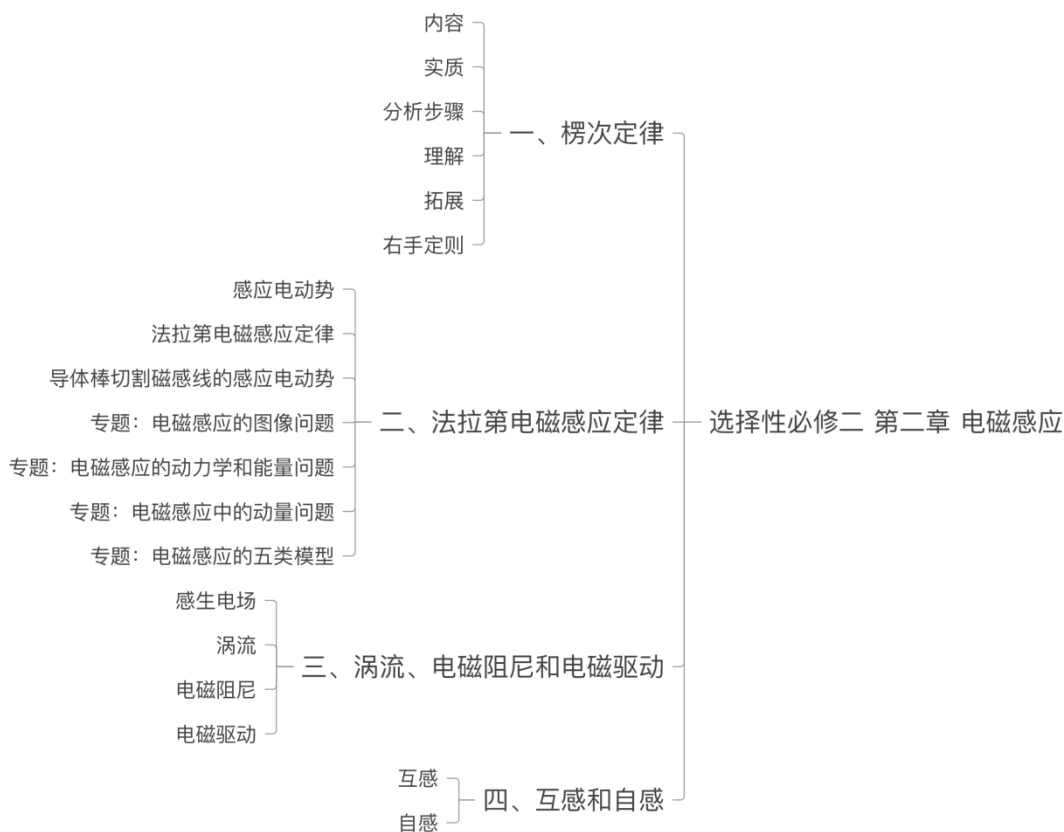 选择性必修二 第二章 电磁感应
一、楞次定律
内容
实质
分析步骤
理解
拓展
右手定则
二、法拉第电磁感应定律
感应电动势
法拉第电磁感应定律
导体棒切割磁感线的感应电动势
专题：电磁感应的图像问题
专题：电磁感应的动力学和能量问题
专题：电磁感应中的动量问题
专题：电磁感应的五类模型
三、涡流、电磁阻尼和电磁驱动
感生电场
涡流
电磁阻尼
电磁驱动
四、互感和自感
互感
自感